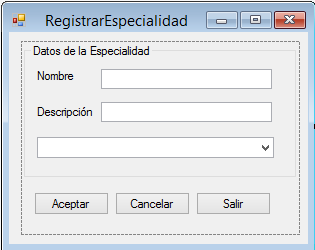 RegistrarEspecialidad
Datos de la Especialidad
Nombre
Descripción
Aceptar Cancelar Salir